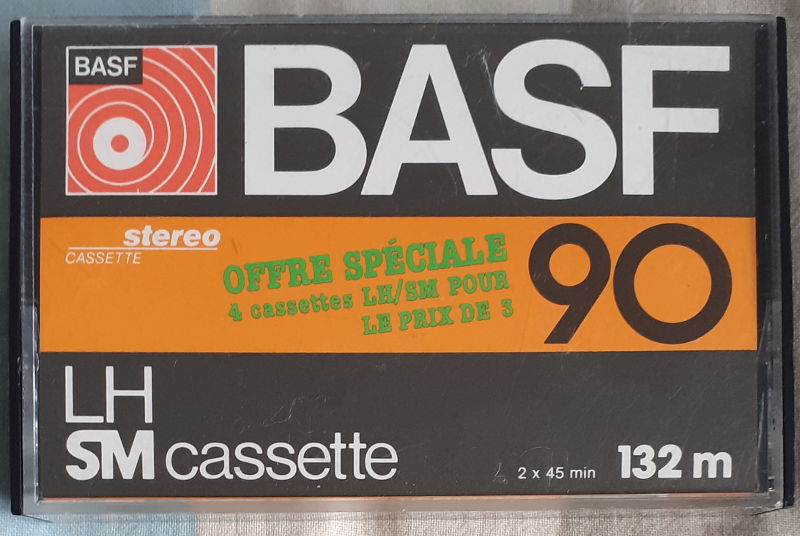 BASF
BASF
stereo
CASSETTE
OFFRE SPÉCIALE
4 cassettes LH/SM POUR
LE PRIX DE 3
90
LH
SM cassette
2 x 45 min
132 m